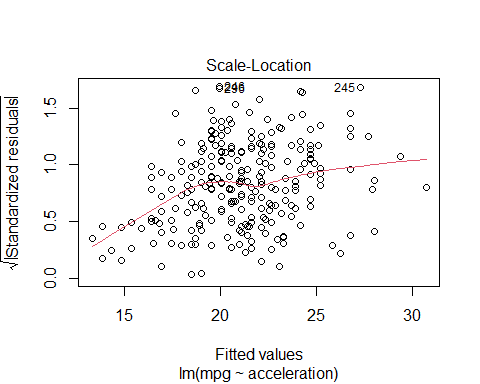 Scale-Location
√|Standardized residuals|
1.5
1.0
0.5
0.0
246
245
15
20
25
30
Fitted values
lm(mpg ~ acceleration)